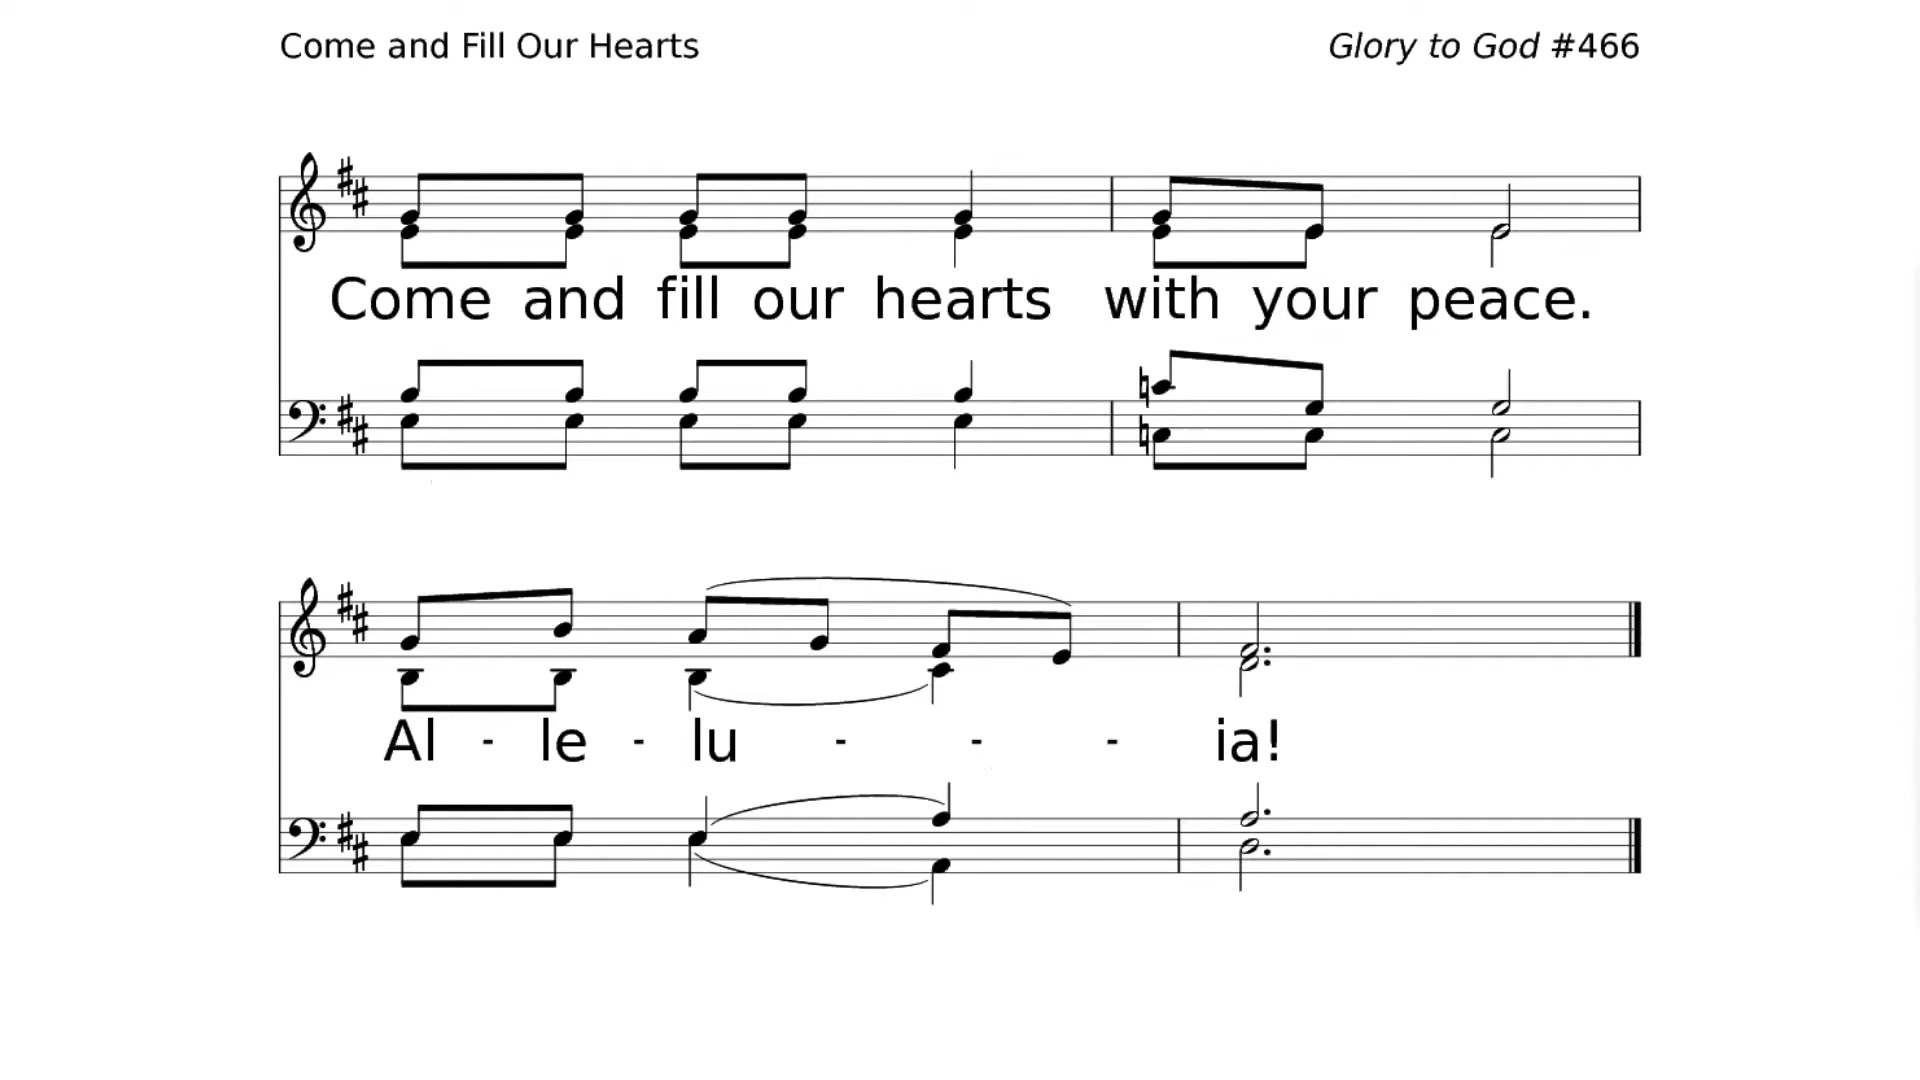 Come and Fill Our Hearts
Glory to God #466
Come and fill our hearts with your peace.
Al - le - lu - - - ia!